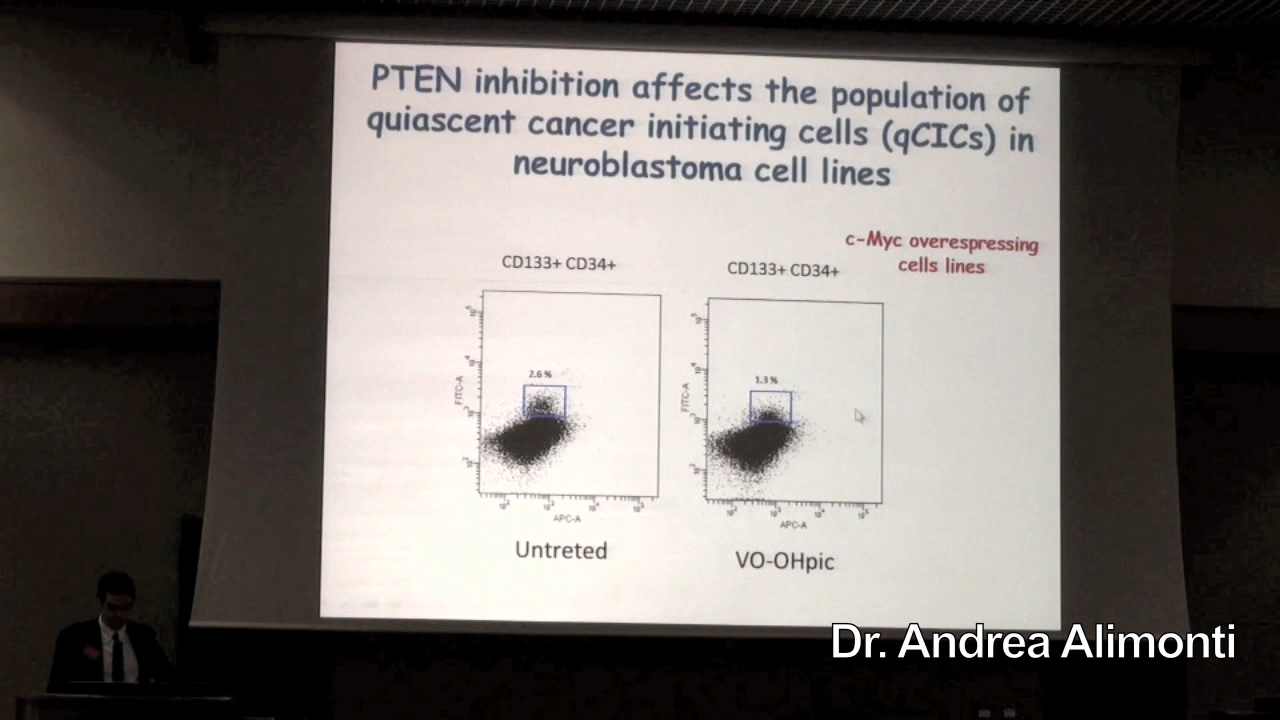 PTEN inhibition affects the population of
quiascent cancer initiating cells (qCICs) in
neuroblastoma cell lines
c-Myc overespressing
cells lines
CD133+ CD34+
CD133+ CD34+
2.6 %
1.3 %
FITC-A
FITC-A
APC-A
APC-A
Untreted
VO-OHpic
Dr. Andrea Alimonti